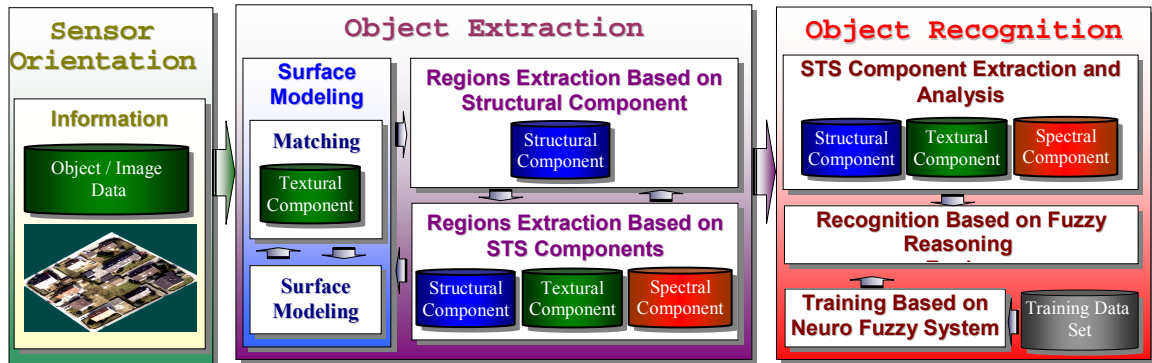 Sensor
Orientation
Information
Object / Image
Data
Object Extraction
Surface
Modeling
Matching
Textural
Component
Surface
Modeling
Regions Extraction Based on
Structural Component
Structural
Component
Regions Extraction Based on
STS Components
Structural
Component
Textural
Component
Spectral
Component
Object Recognition
STS Component Extraction and
Analysis
Structural
Component
Textural
Component
Spectral
Component
Recognition Based on Fuzzy
Reasoning
Training Based on
Neuro Fuzzy System
Training Data
Set